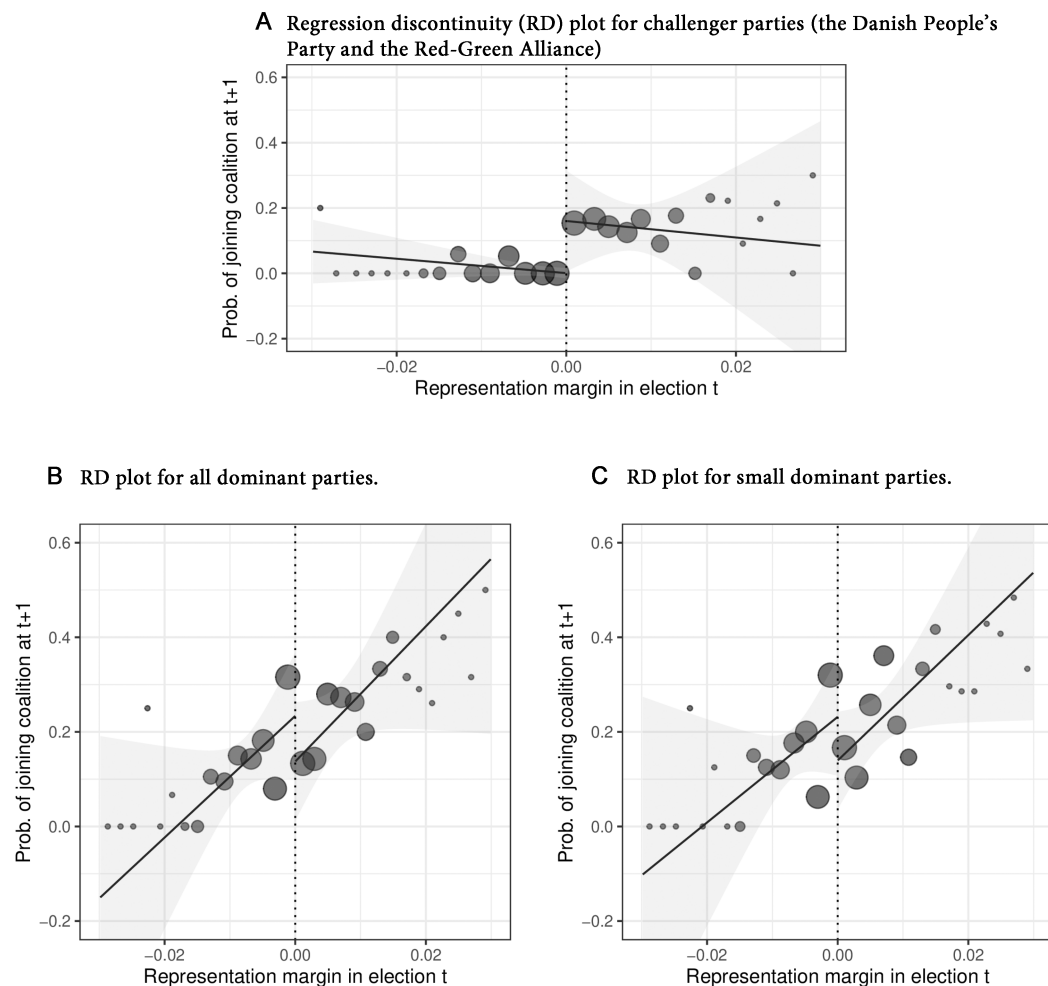 A Regression discontinuity (RD) plot for challenger parties (the Danish People’s
Party and the Red-Green Alliance)
Prob. of joining coalition at t+1
0.6
0.4
0.2
0.0
−0.2
−0.02 0.00 0.02
Representation margin in election t
B RD plot for all dominant parties.
Prob. of joining coalition at t+1
0.6
0.4
0.2
0.0
−0.2
−0.02 0.00 0.02
Representation margin in election t
C RD plot for small dominant parties.
Prob. of joining coalition at t+1
0.6
0.4
0.2
0.0
−0.2
−0.02 0.00 0.02
Representation margin in election t